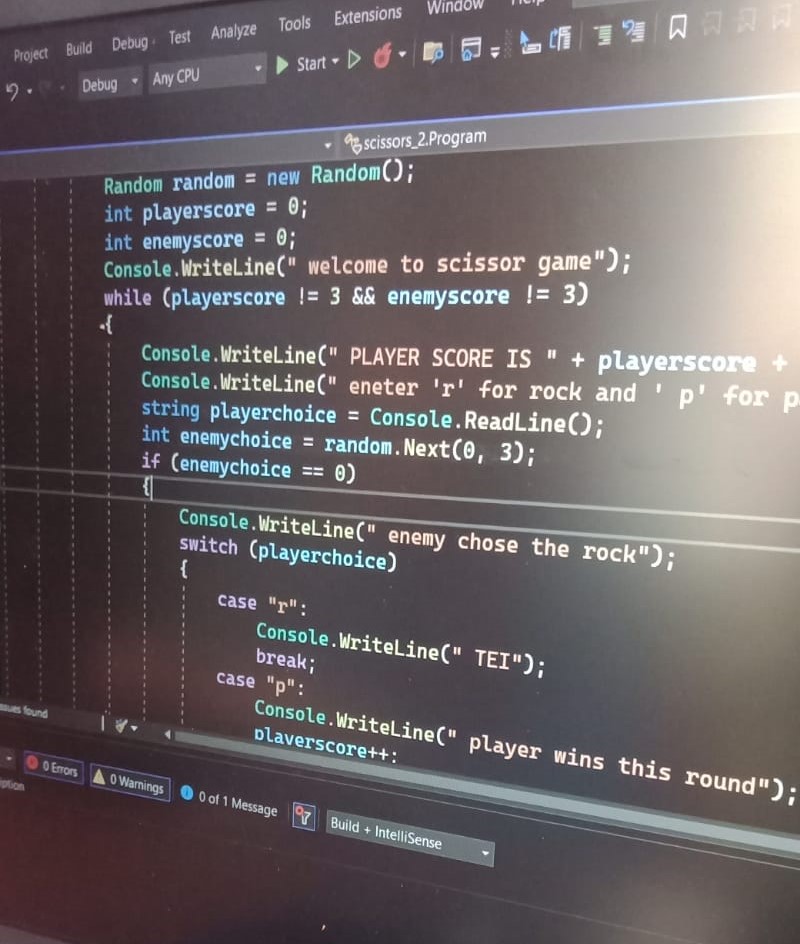 Project Build Debug Test Analyze Tools Extensions Window
Debug Any CPU Start
scissors_2.Program
Random random = new Random();
int playerscore = 0;
int enemyscore = 0;
Console.WriteLine(" welcome to scissor game");
while (playerscore != 3 && enemyscore != 3)
{
Console.WriteLine(" PLAYER SCORE IS " + playerscore +
Console.WriteLine(" eneter 'r' for rock and ' p' for p
string playerchoice = Console.ReadLine();
int enemychoice = random.Next(0, 3);
if (enemychoice == 0)
{
Console.WriteLine(" enemy chose the rock");
switch (playerchoice)
{
case "r":
Console.WriteLine(" TEI");
break;
case "p":
Console.WriteLine(" player wins this round");
playerscore++;
ssues found
0 Errors 0 Warnings 0 of 1 Message Build + IntelliSense
iption